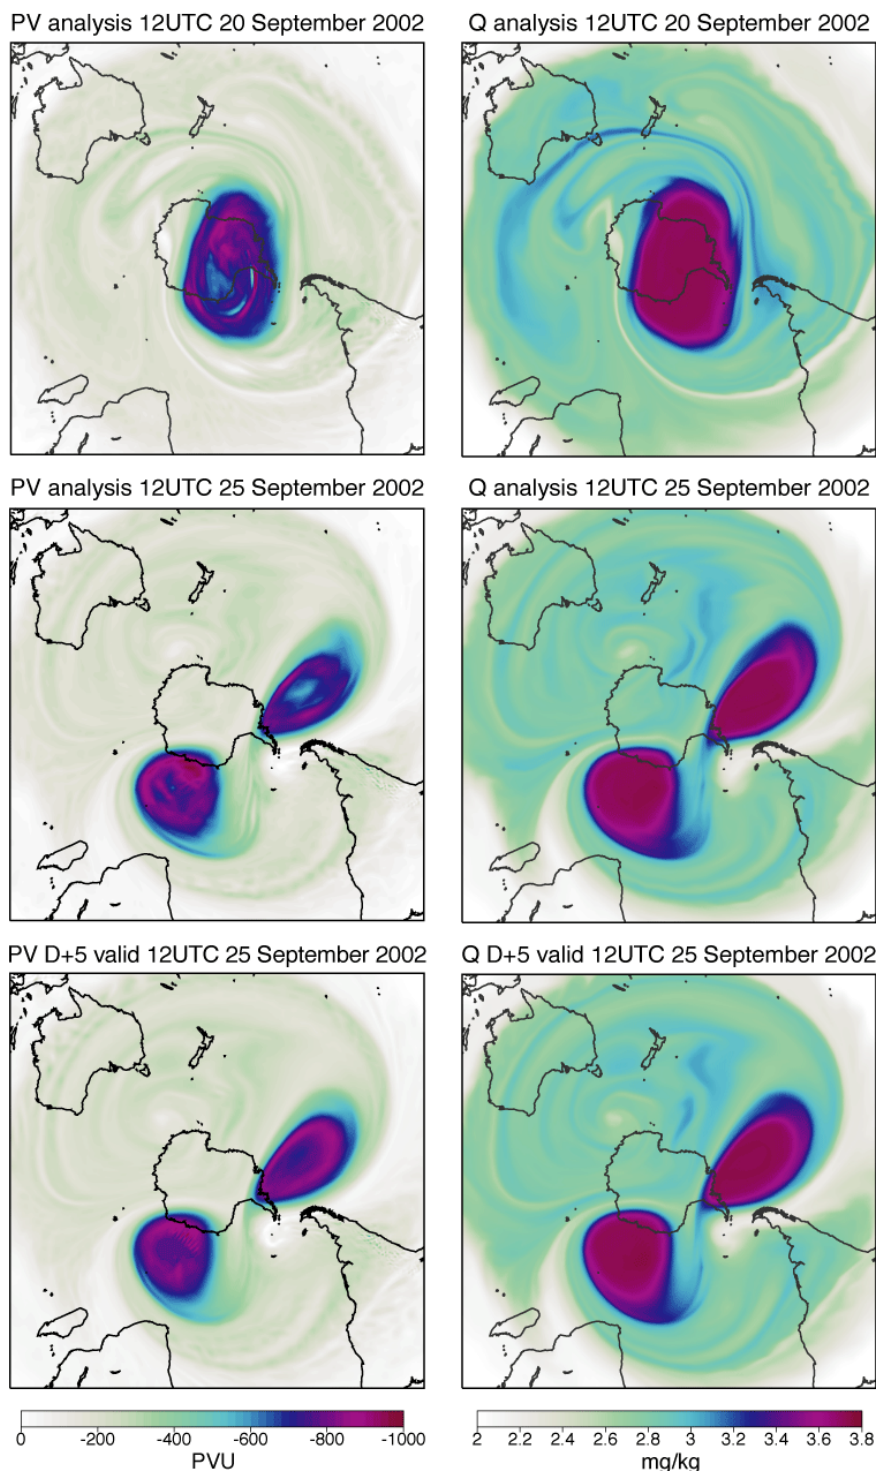 PV analysis 12UTC 20 September 2002
Q analysis 12UTC 20 September 2002
PV analysis 12UTC 25 September 2002
Q analysis 12UTC 25 September 2002
PV D+5 valid 12UTC 25 September 2002
Q D+5 valid 12UTC 25 September 2002
0 -200 -400 -600 -800 -1000
PVU
2 2.2 2.4 2.6 2.8 3 3.2 3.4 3.6 3.8
mg/kg